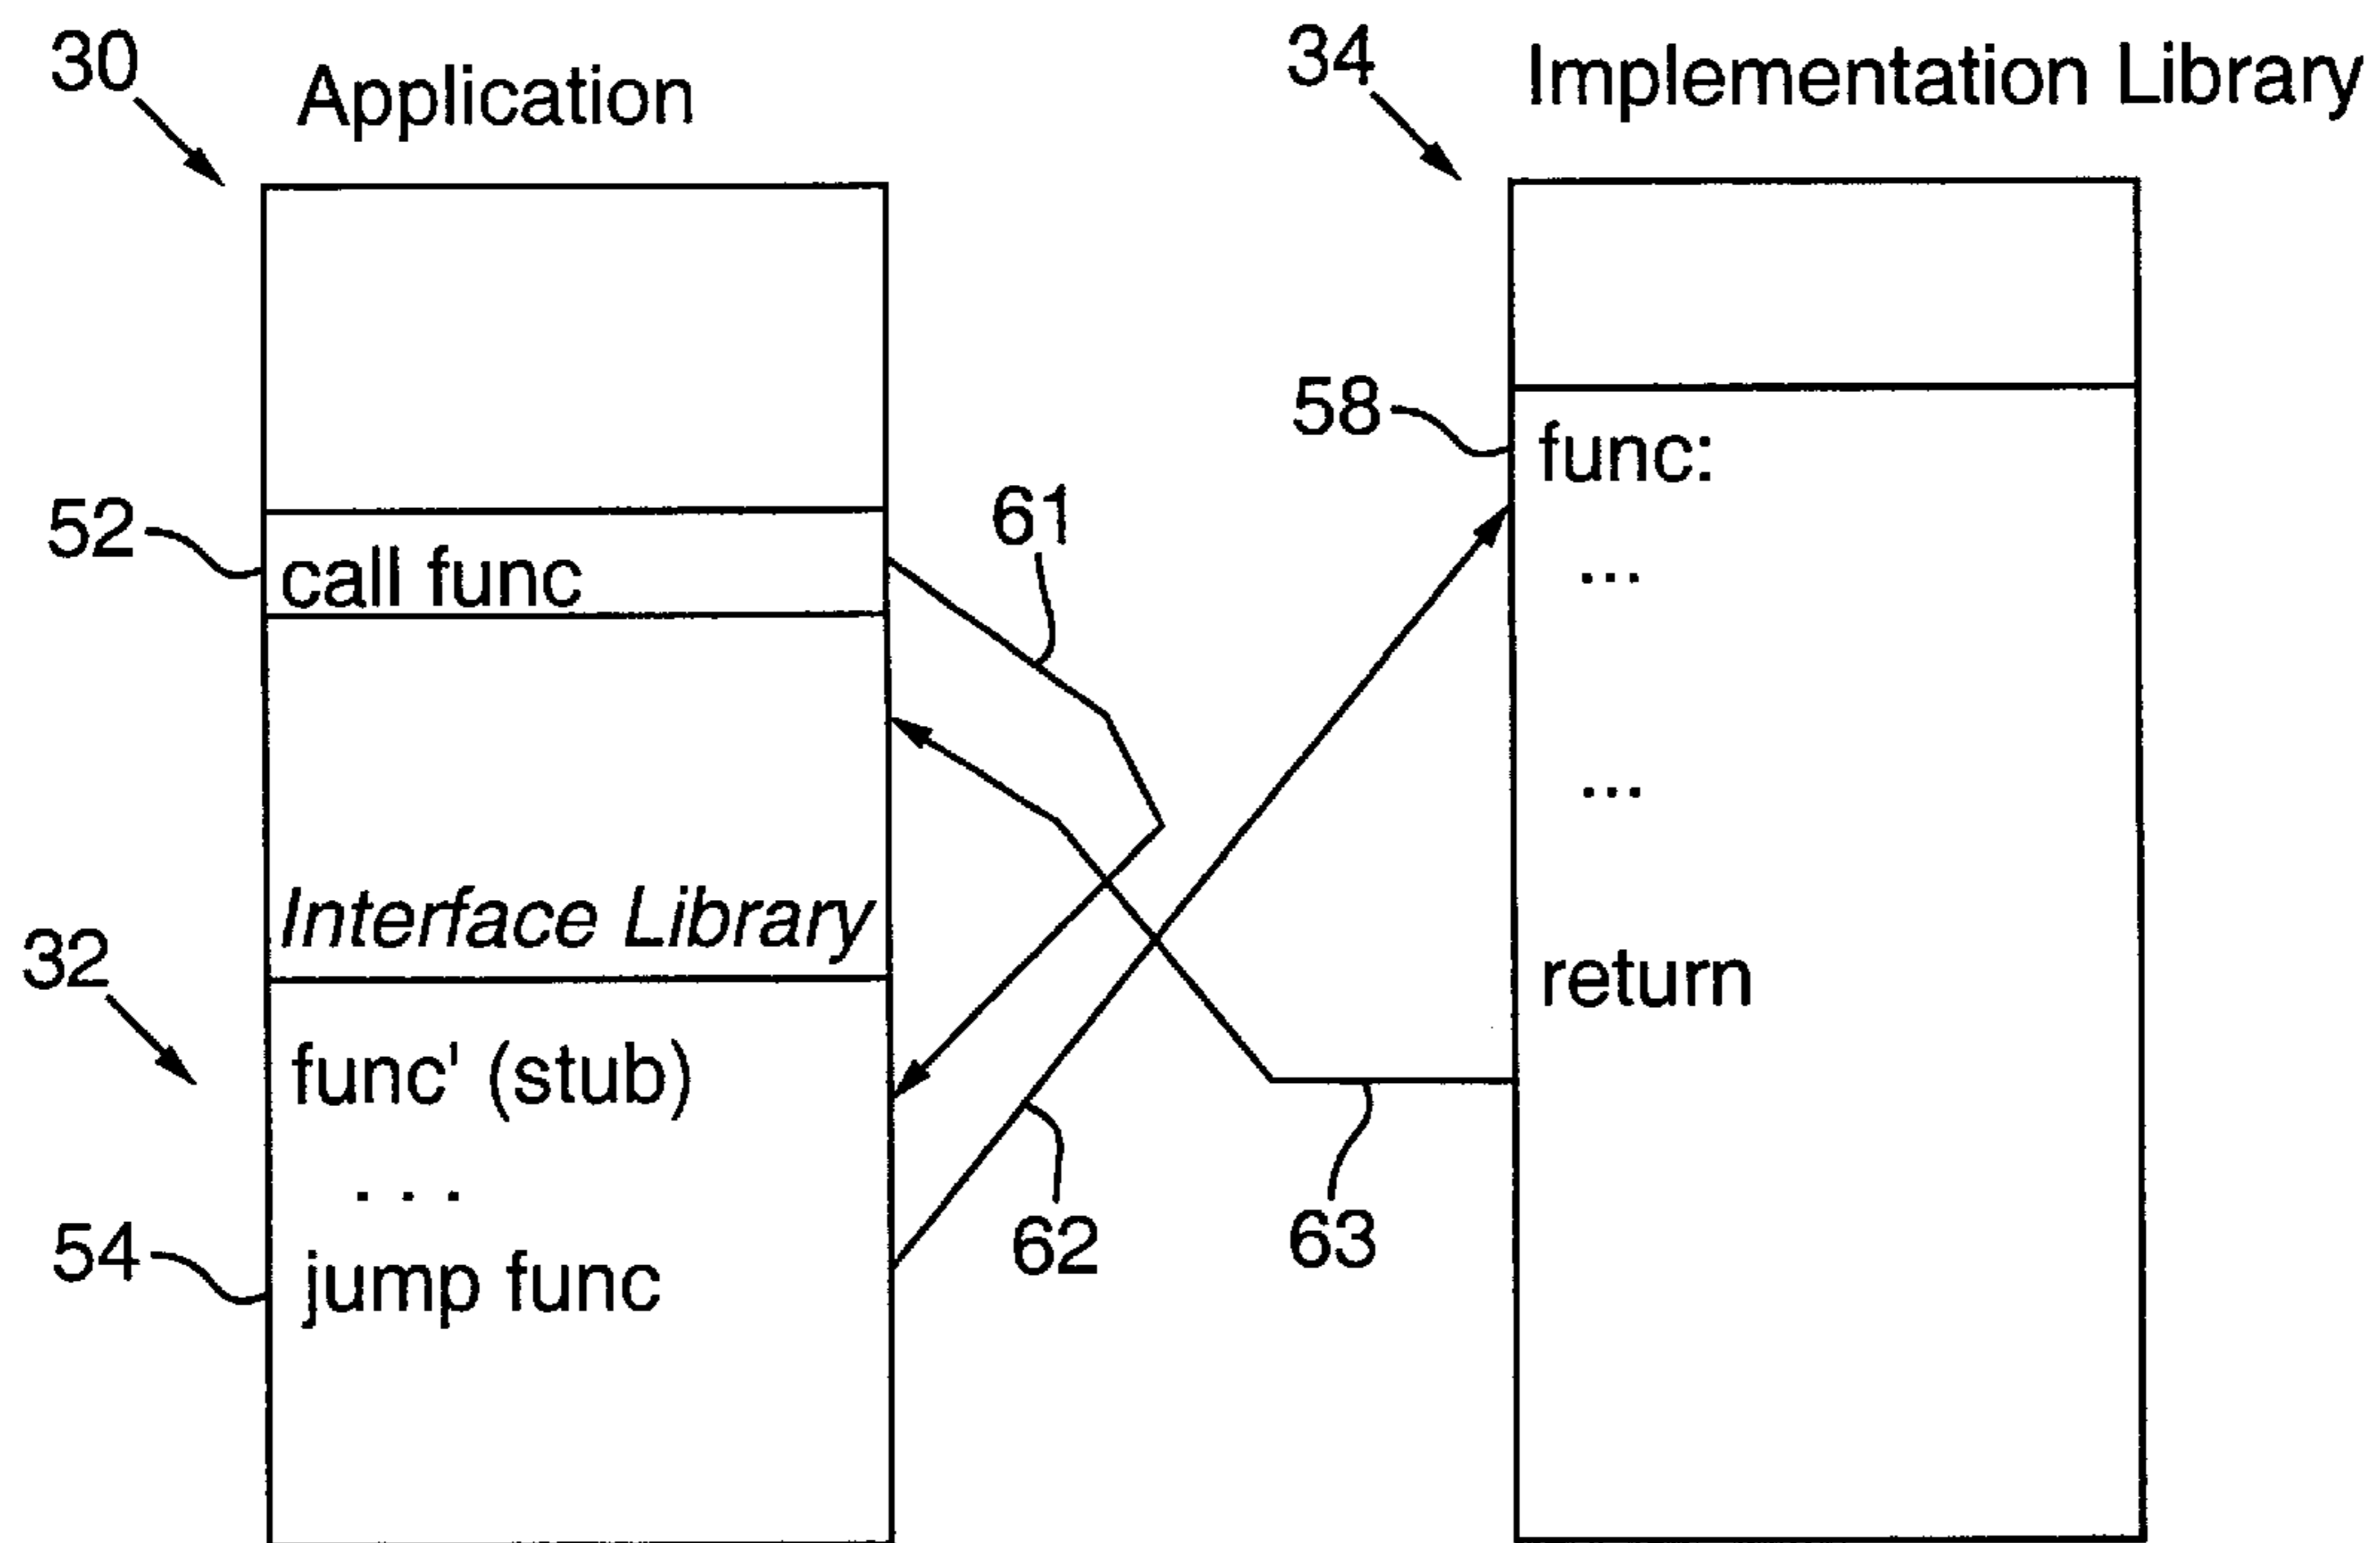 30
Application
34
Implementation Library
58
func:
...
...
return
52
call func
61
Interface Library
32
func' (stub)
. . .
54
jump func
62
63